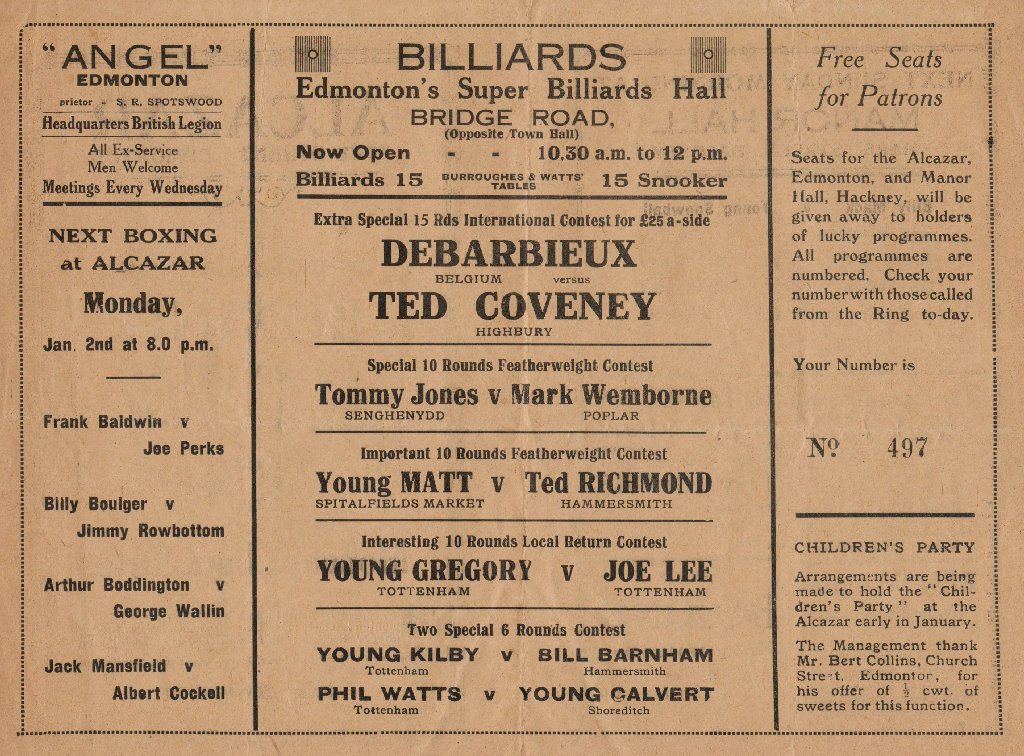 "ANGEL"
EDMONTON
prietor - S. R. SPOTSWOOD
Headquarters British Legion
All Ex-Service
Men Welcome
Meetings Every Wednesday
NEXT BOXING
at ALCAZAR
Monday,
Jan. 2nd at 8.0 p.m.
Frank Baldwin v
Joe Perks
Billy Boulger v
Jimmy Rowbottom
Arthur Boddington v
George Wallin
Jack Mansfield v
Albert Cockell
BILLIARDS
Edmonton's Super Billiards Hall
BRIDGE ROAD,
(Opposite Town Hall)
Now Open - - 10.30 a.m. to 12 p.m.
Billiards 15 BURROUGHES & WATTS' TABLES 15 Snooker
Extra Special 15 Rds International Contest for £25 a-side
DEBARBIEUX
BELGIUM versus
TED COVENEY
HIGHBURY
Special 10 Rounds Featherweight Contest
Tommy Jones v Mark Wemborne
SENGHENYDD POPLAR
Important 10 Rounds Featherweight Contest
Young MATT v Ted RICHMOND
SPITALFIELDS MARKET HAMMERSMITH
Interesting 10 Rounds Local Return Contest
YOUNG GREGORY v JOE LEE
TOTTENHAM TOTTENHAM
Two Special 6 Rounds Contest
YOUNG KILBY v BILL BARNHAM
Tottenham Hammersmith
PHIL WATTS v YOUNG CALVERT
Tottenham Shoreditch
Free Seats
for Patrons
Seats for the Alcazar,
Edmonton, and Manor
Hall, Hackney, will be
given away to holders
of lucky programmes.
All programmes are
numbered. Check your
number with those called
from the Ring to-day.
Your Number is
No. 497
CHILDREN'S PARTY
Arrangements are being
made to hold the "Chil-
dren's Party" at the
Alcazar early in January.
The Management thank
Mr. Bert Collins, Church
Street, Edmonton, for
his offer of ½ cwt. of
sweets for this function.